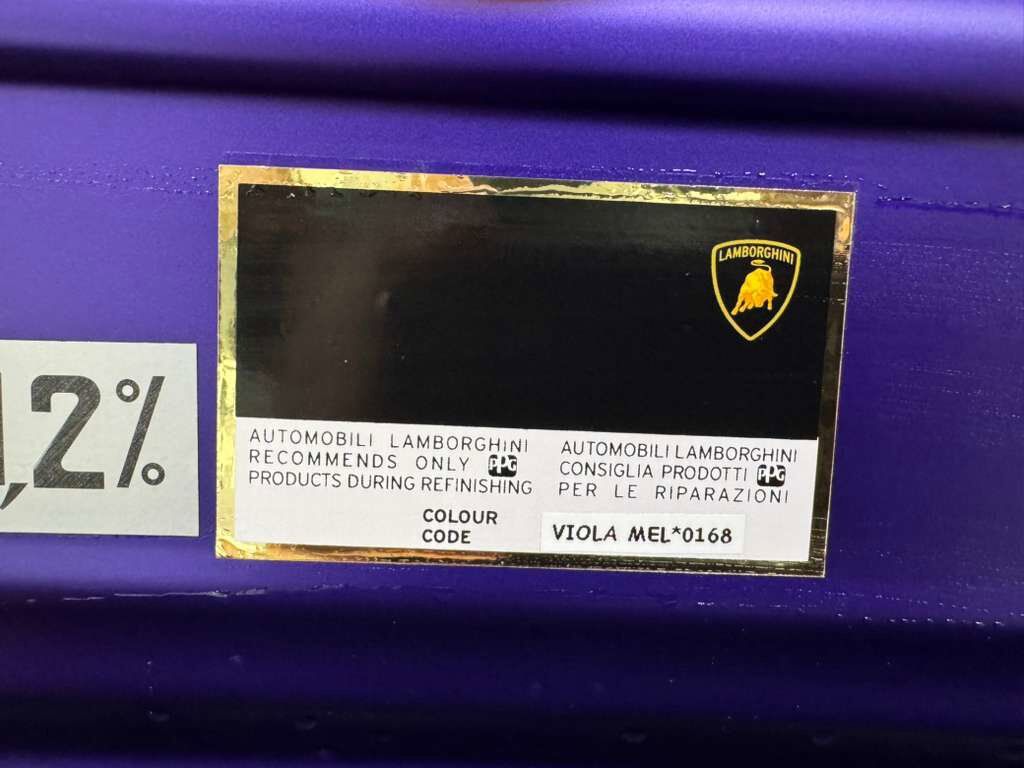 LAMBORGHINI
,2%
AUTOMOBILI LAMBORGHINI
RECOMMENDS ONLY PPG
PRODUCTS DURING REFINISHING
AUTOMOBILI LAMBORGHINI
CONSIGLIA PRODOTTI PPG
PER LE RIPARAZIONI
COLOUR
CODE
VIOLA MEL*0168